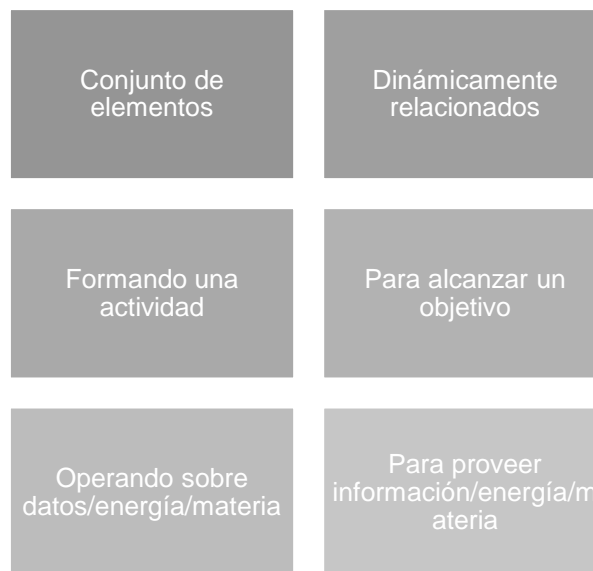 Conjunto de
elementos
Dinámicamente
relacionados
Formando una
actividad
Para alcanzar un
objetivo
Operando sobre
datos/energía/materia
Para proveer
información/energía/m
ateria